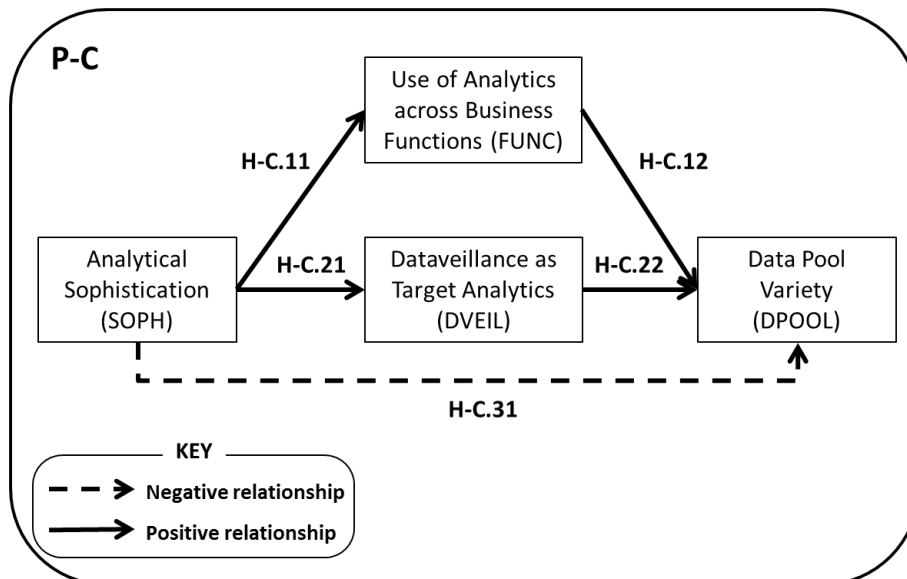 P-C
Use of Analytics
across Business
Functions (FUNC)
H-C.11
H-C.12
Analytical
Sophistication
(SOPH)
H-C.21
Dataveillance as
Target Analytics
(DVEIL)
H-C.22
Data Pool
Variety
(DPOOL)
H-C.31
KEY
Negative relationship
Positive relationship